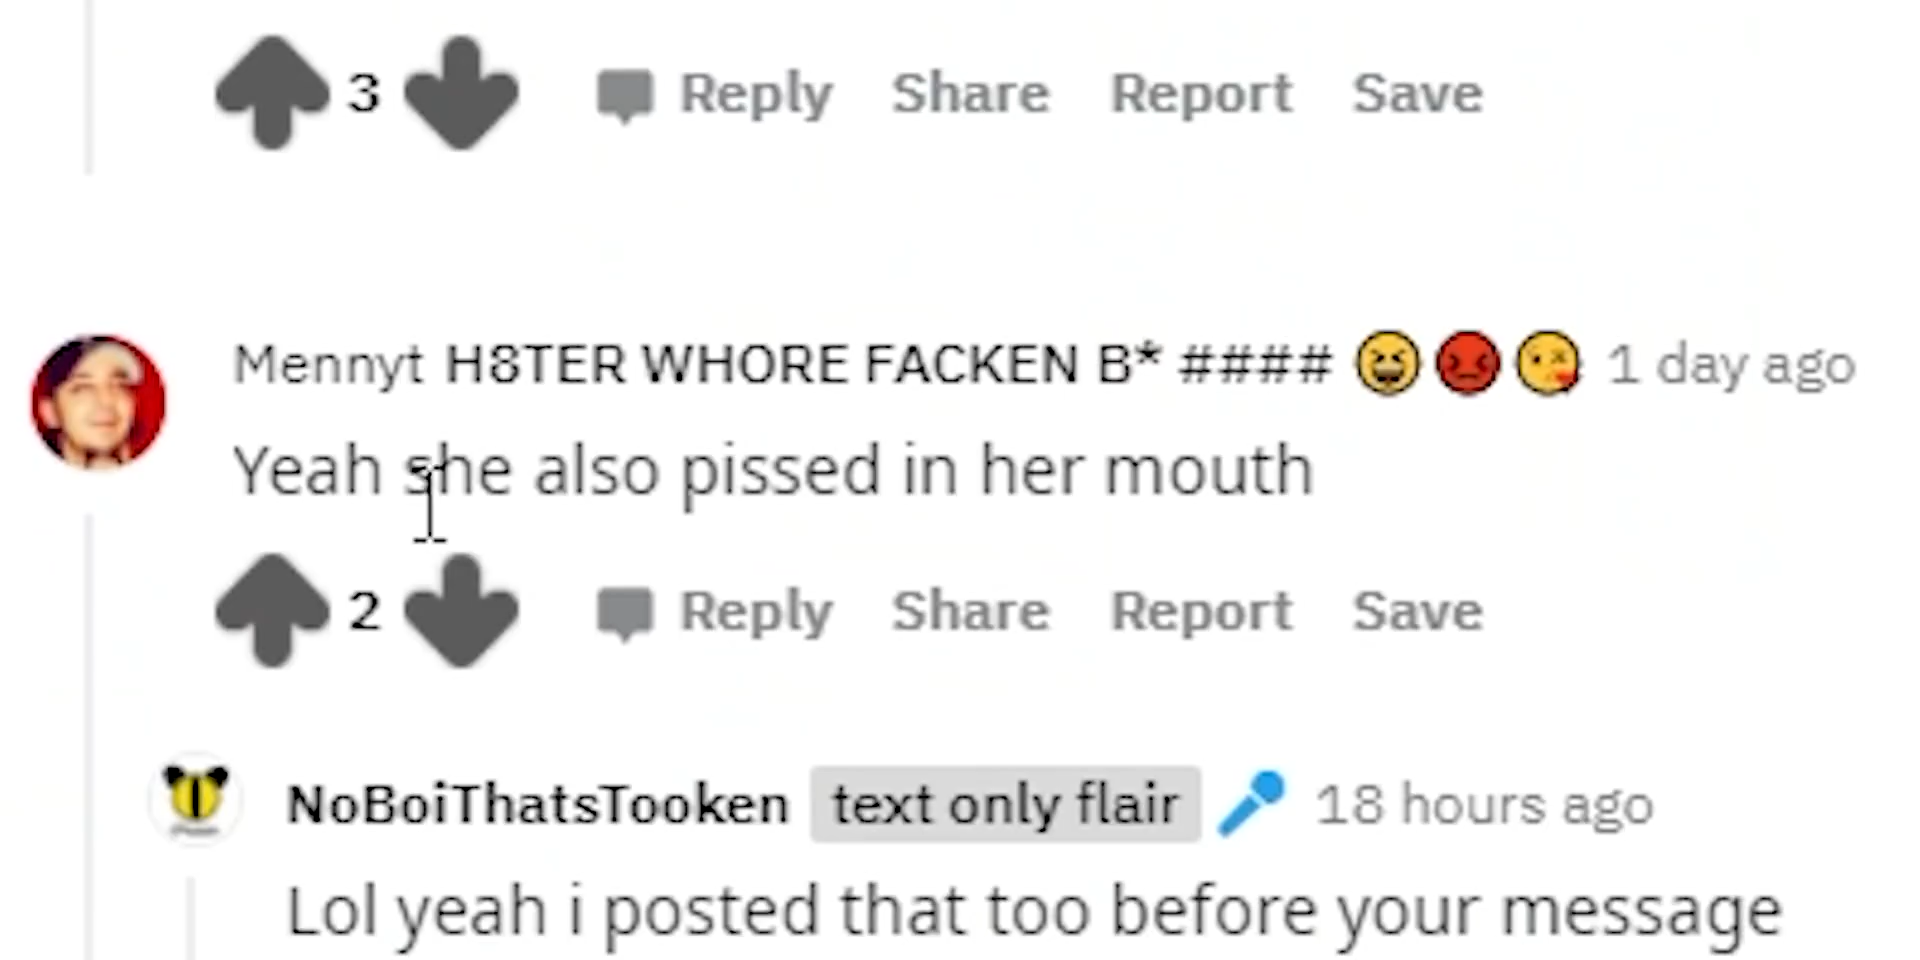 3 Reply Share Report Save
Mennyt H8TER WHORE FACKEN B* #### 😝😡😘 1 day ago
Yeah she also pissed in her mouth
2 Reply Share Report Save
NoBoiThatsTooken text only flair 🎤 18 hours ago
Lol yeah i posted that too before your message